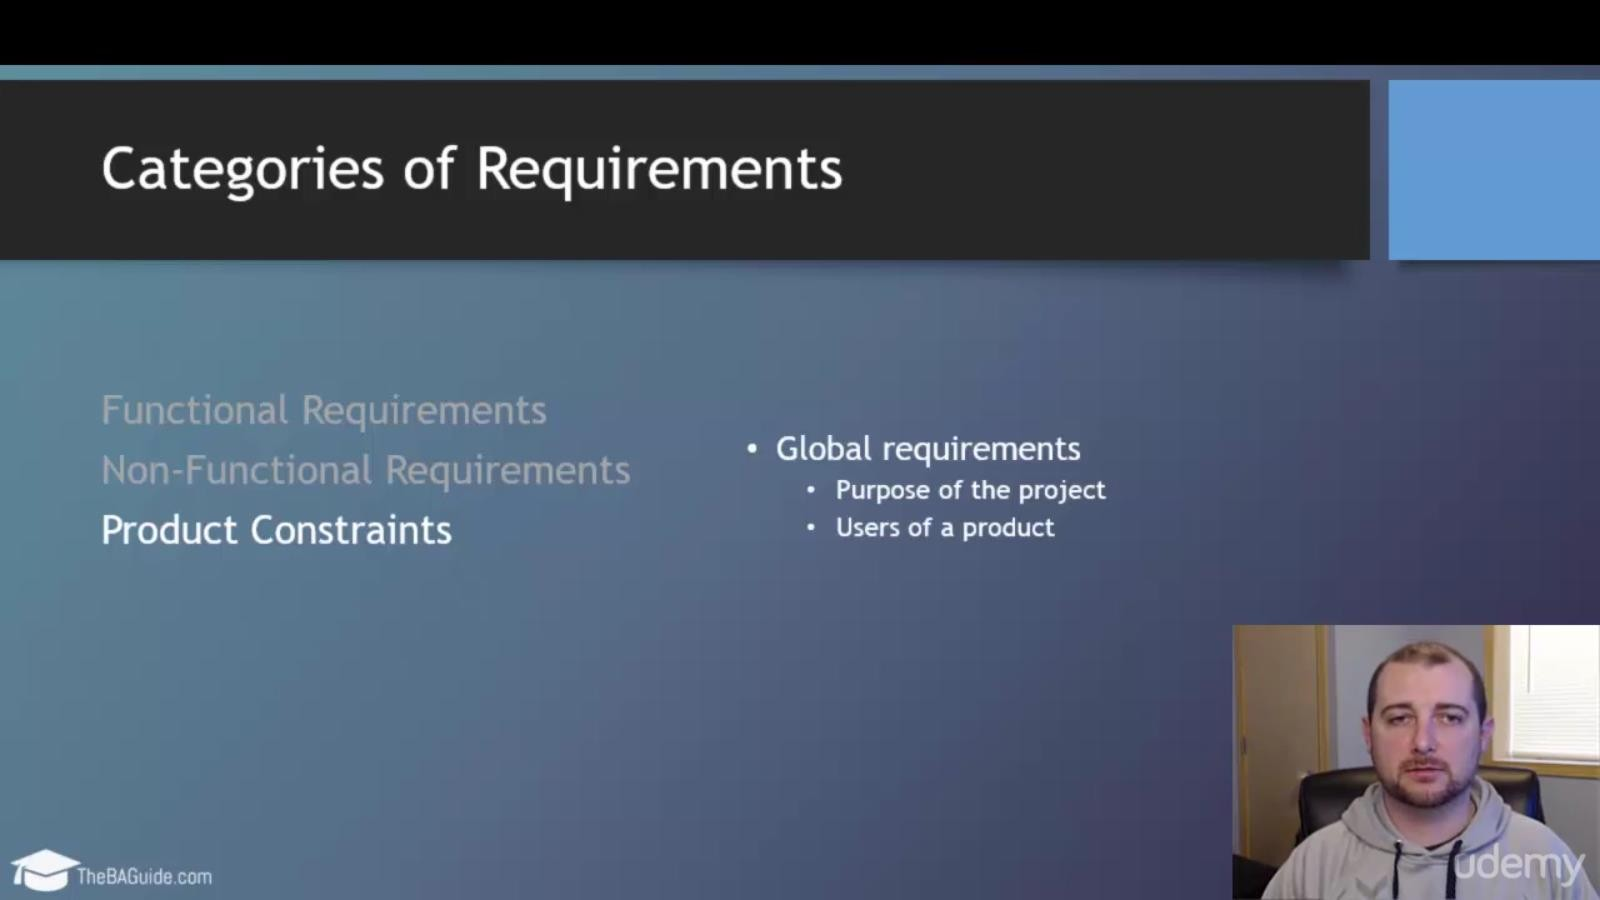 Categories of Requirements
Functional Requirements
Non-Functional Requirements
Product Constraints
• Global requirements
• Purpose of the project
• Users of a product
TheBAGuide.com
udemy